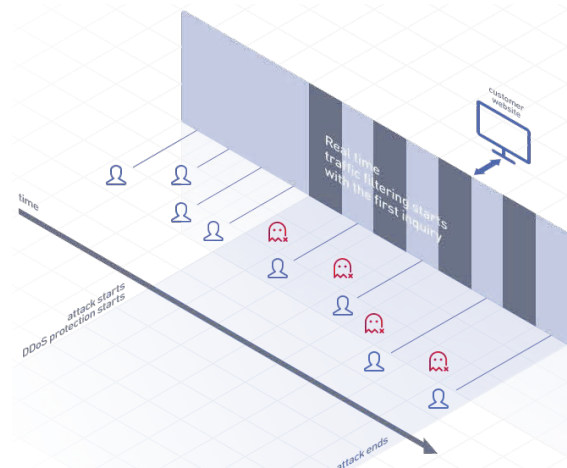 customer
website
Real time
traffic filtering starts
with the first inquiry
time
attack starts
DDoS protection starts
attack ends